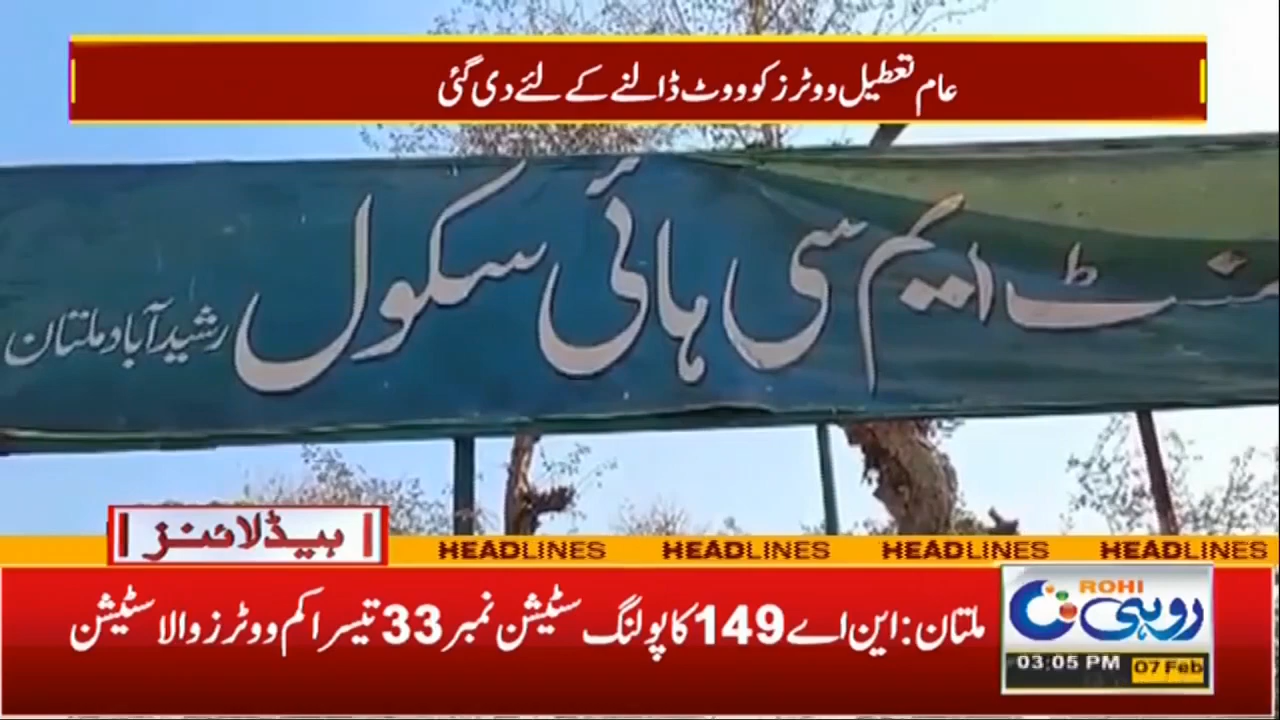 عام تعطیل ووٹرز کو ووٹ ڈالنے کے لئے دی گئی
منٹ ایم سی ہائی سکول رشید آباد ملتان
ہیڈلائنز
HEADLINES HEADLINES HEADLINES HEADLINES
ملتان: این اے 149 کا پولنگ سٹیشن نمبر 33 تیسرا کم ووٹرز والا سٹیشن
ROHI
روہی
03:05 PM 07 Feb